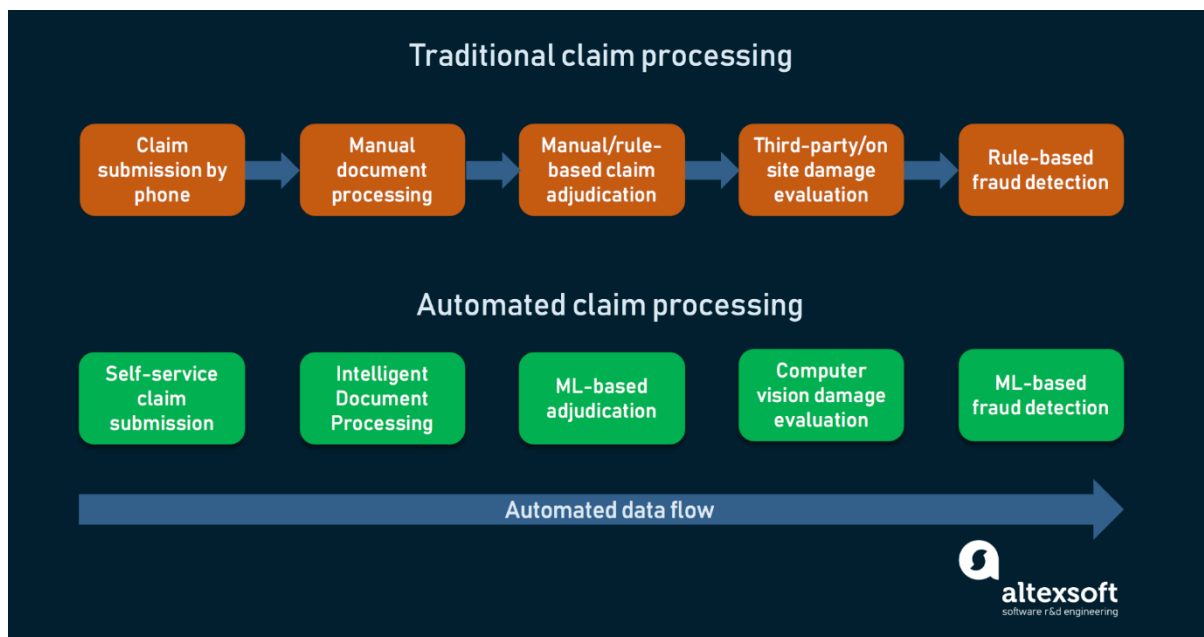 Traditional claim processing
Claim
submission by
phone
Manual
document
processing
Manual/rule-
based claim
adjudication
Third-party/on
site damage
evaluation
Rule-based
fraud detection
Automated claim processing
Self-service
claim
submission
Intelligent
Document
Processing
ML-based
adjudication
Computer
vision damage
evaluation
ML-based
fraud detection
Automated data flow
altexsoft
software r&d engineering